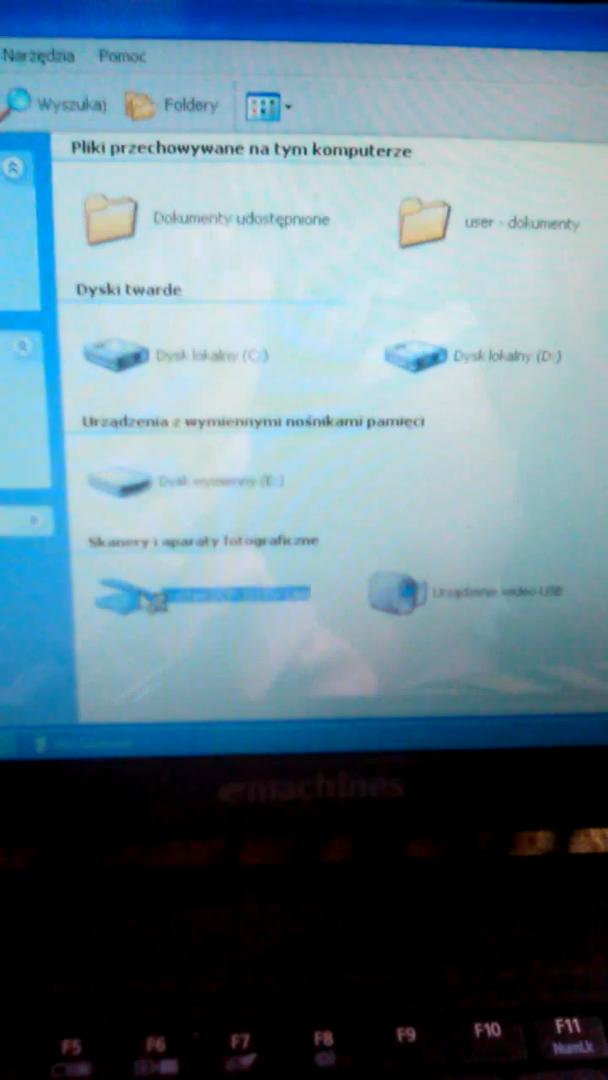 Narzędzia Pomoc
Wyszukaj Foldery
Pliki przechowywane na tym komputerze
Dokumenty udostępnione user - dokumenty
Dyski twarde
Dysk lokalny (C:) Dysk lokalny (D:)
Urządzenia z wymiennymi nośnikami pamięci
Dysk wymienny (E:)
Skanery i aparaty fotograficzne
Urządzenie wideo USB
emachines
F5 F6 F7 F8 F9 F10 F11
NumLk